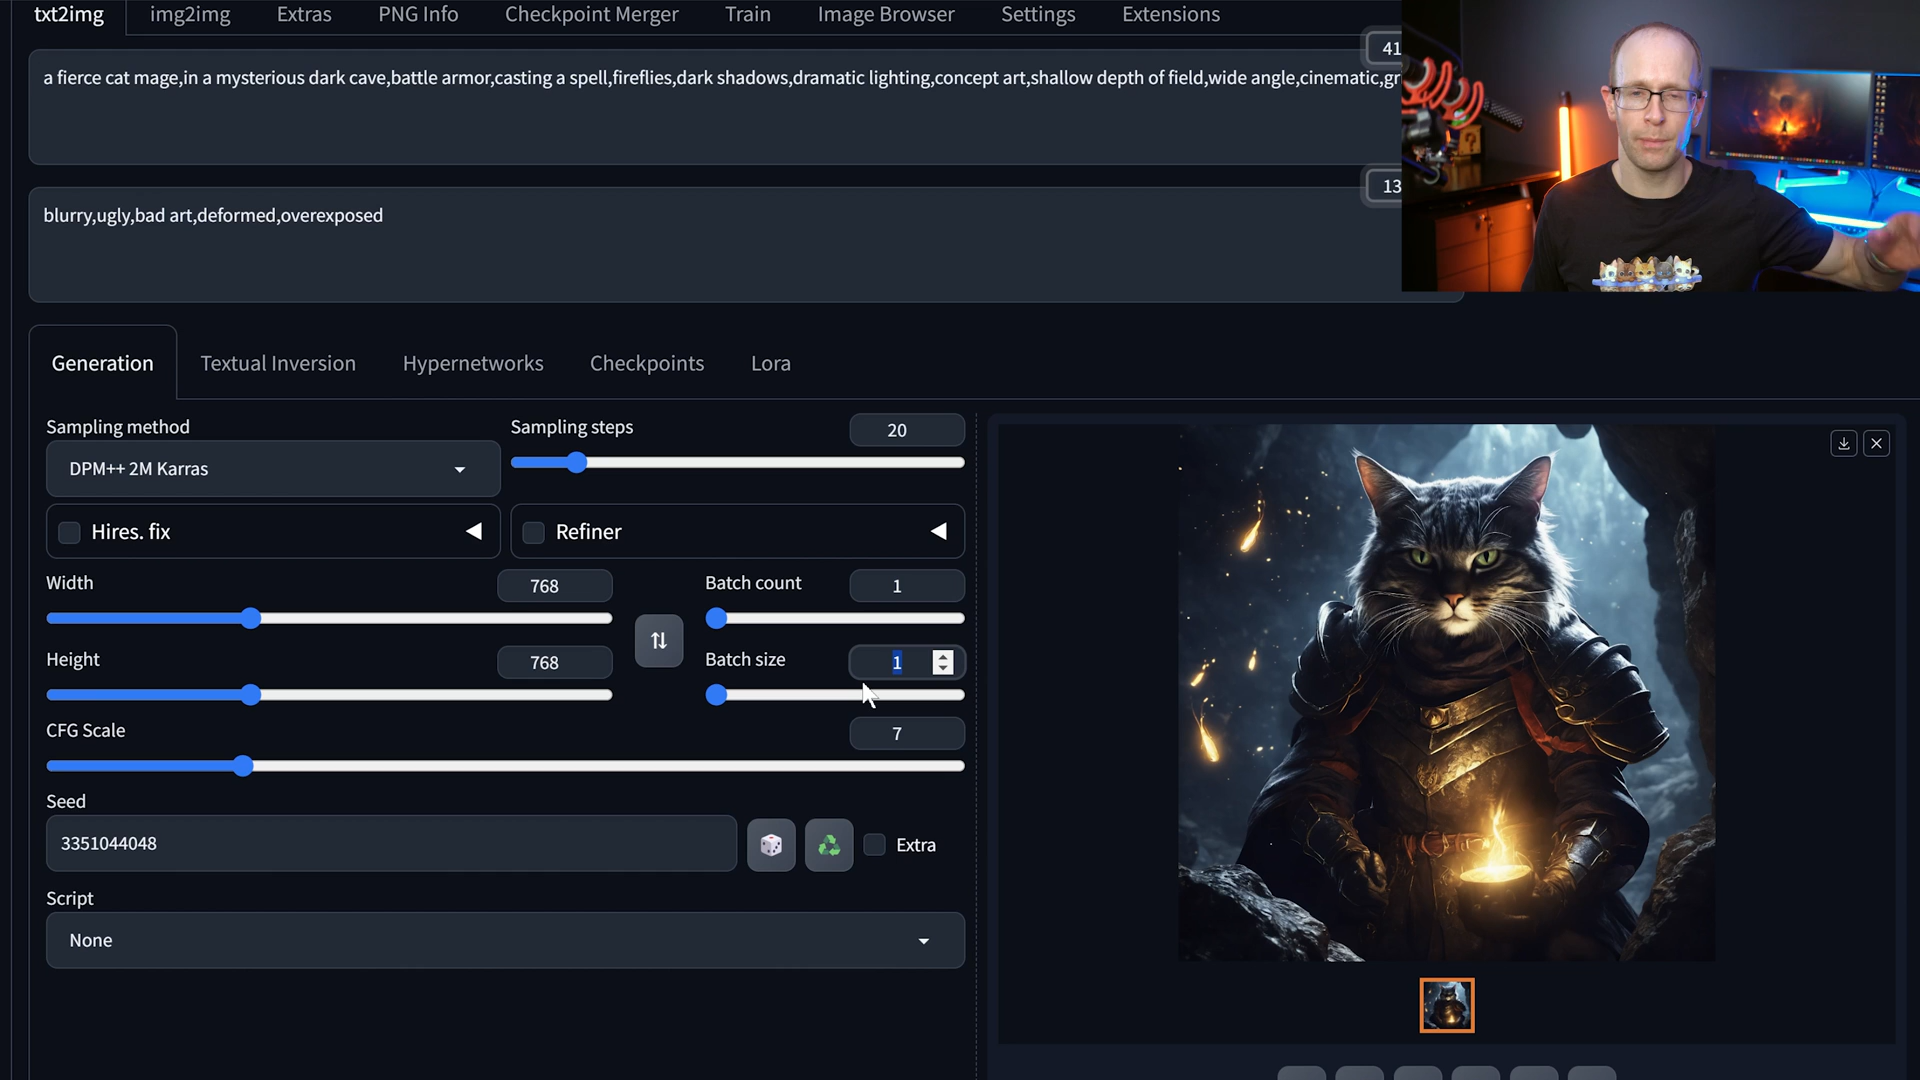 txt2img img2img Extras PNG Info Checkpoint Merger Train Image Browser Settings Extensions
41
a fierce cat mage,in a mysterious dark cave,battle armor,casting a spell,fireflies,dark shadows,dramatic lighting,concept art,shallow depth of field,wide angle,cinematic,gr
13
blurry,ugly,bad art,deformed,overexposed
Generation Textual Inversion Hypernetworks Checkpoints Lora
Sampling method Sampling steps 20
DPM++ 2M Karras
Hires. fix Refiner
Width 768 Batch count 1
Height 768 Batch size 1
CFG Scale 7
Seed
3351044048 Extra
Script
None